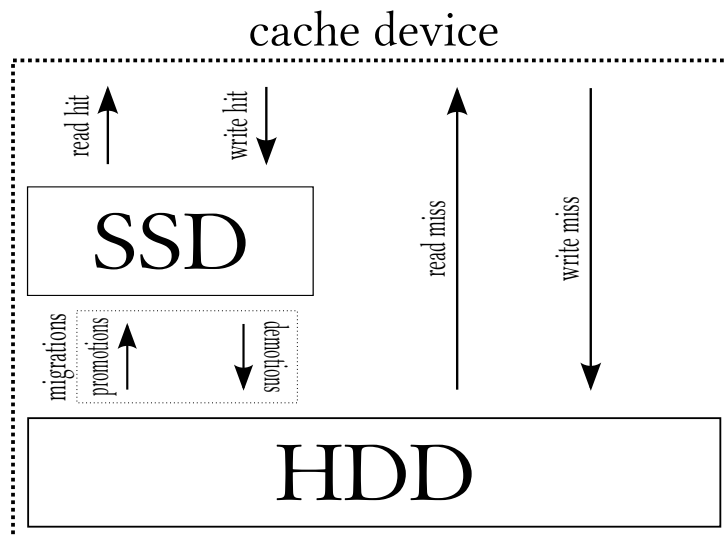 cache device
read hit
write hit
SSD
read miss
write miss
migrations
promotions
demotions
HDD